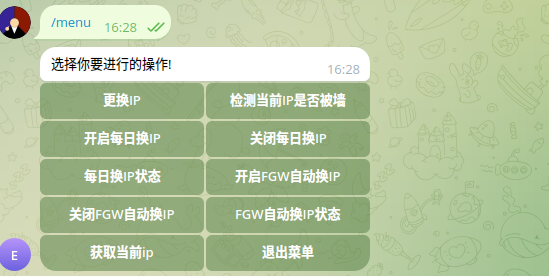 /menu 16:28
选择你要进行的操作!
16:28
更换IP 检测当前IP是否被墙
开启每日换IP 关闭每日换IP
每日换IP状态 开启FGW自动换IP
关闭FGW自动换IP FGW自动换IP状态
获取当前ip 退出菜单
E